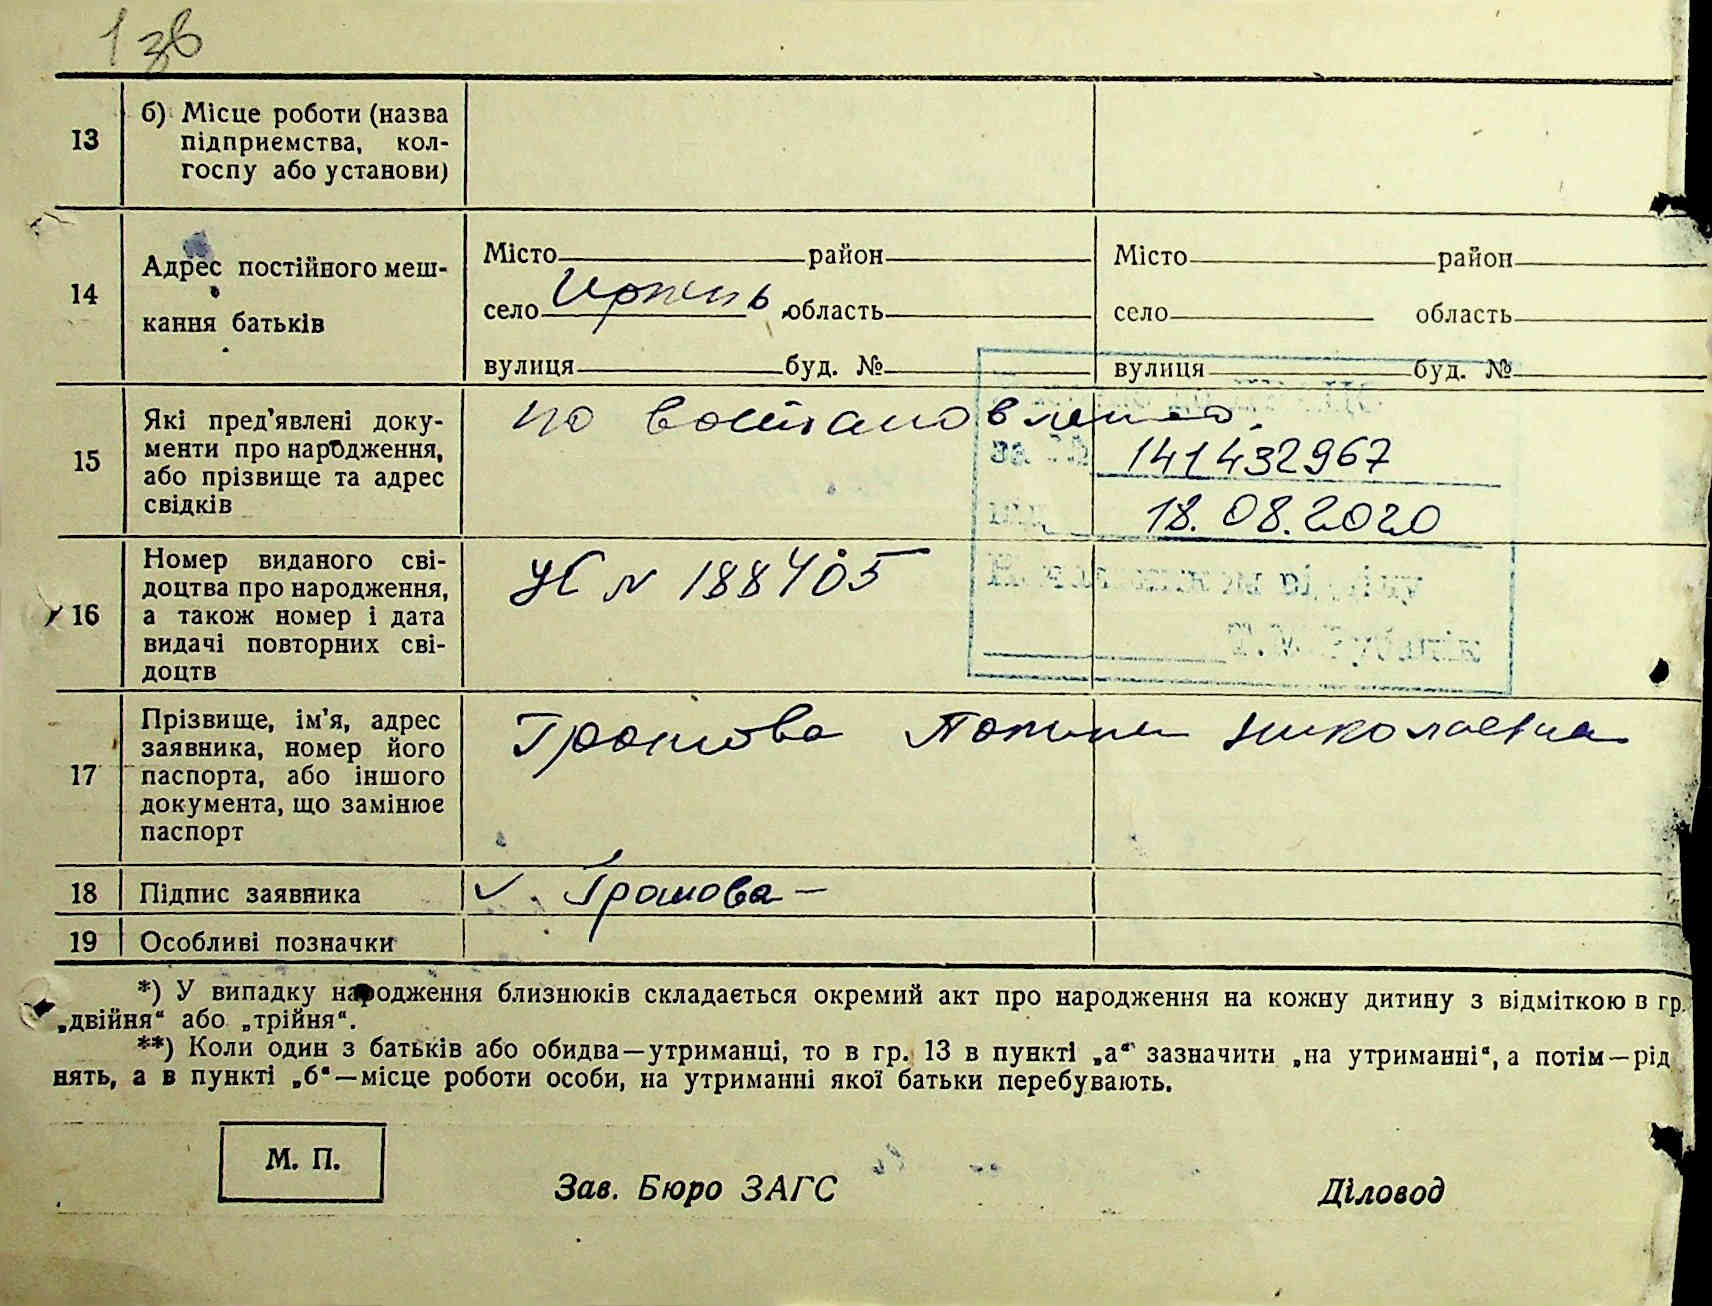 1зв
13
б) Місце роботи (назва
підприємства, кол-
госпу або установи)
14
Адрес постійного меш-
кання батьків
Місто район
село Ирпень область
вулиця буд. №
Місто район
село область
вулиця буд. №
15
Які пред'явлені доку-
менти про народження,
або прізвище та адрес
свідків
по востановлению
141432967
18.08.2020
16
Номер виданого сві-
доцтва про народження,
а також номер і дата
видачі повторних сві-
доцтв
УС N 188405
17
Прізвище, ім'я, адрес
заявника, номер його
паспорта, або іншого
документа, що замінює
паспорт
Громова Николаевна
18
Підпис заявника
Громова
19
Особливі позначки
*) У випадку народження близнюків складається окремий акт про народження на кожну дитину з відміткою в гр.
„двійня“ або „трійня“.
**) Коли один з батьків або обидва—утриманці, то в гр. 13 в пункті „а“ зазначити „на утриманні“, а потім—рід
нять, а в пункті „б“—місце роботи особи, на утриманні якої батьки перебувають.
М. П.
Зав. Бюро ЗАГС
Діловод